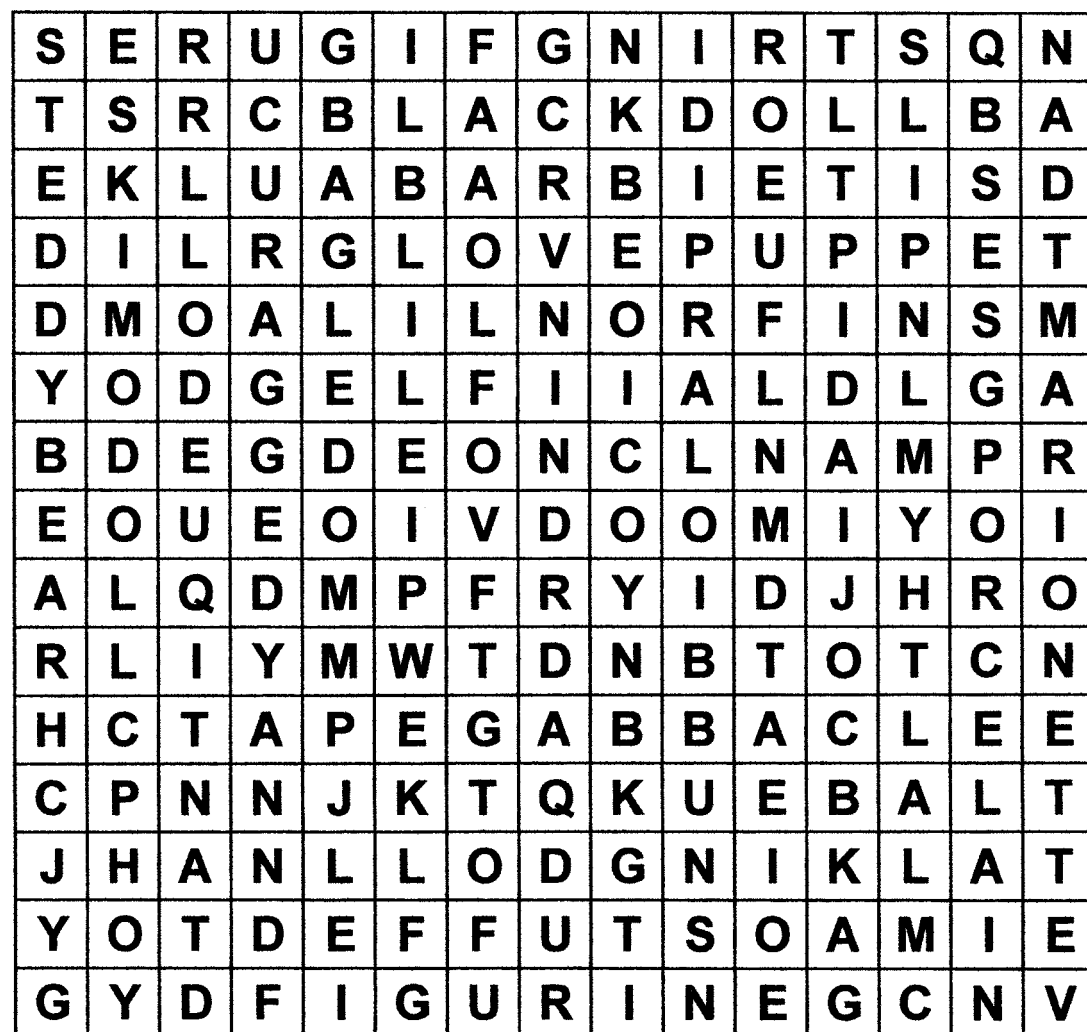 S E R U G I F G N I R T S Q N
T S R C B L A C K D O L L B A
E K L U A B A R B I E T I S D
D I L R G L O V E P U P P E T
D M O A L I L N O R F I N S M
Y O D G E L F I I A L D L G A
B D E G D E O N C L N A M P R
E O U E O I V D O O M I Y O I
A L Q D M P F R Y I D J H R O
R L I Y M W T D N B T O T C N
H C T A P E G A B B A C L E E
C P N N J K T Q K U E B A L T
J H A N L L O D G N I K L A T
Y O T D E F F U T S O A M I E
G Y D F I G U R I N E G C N V